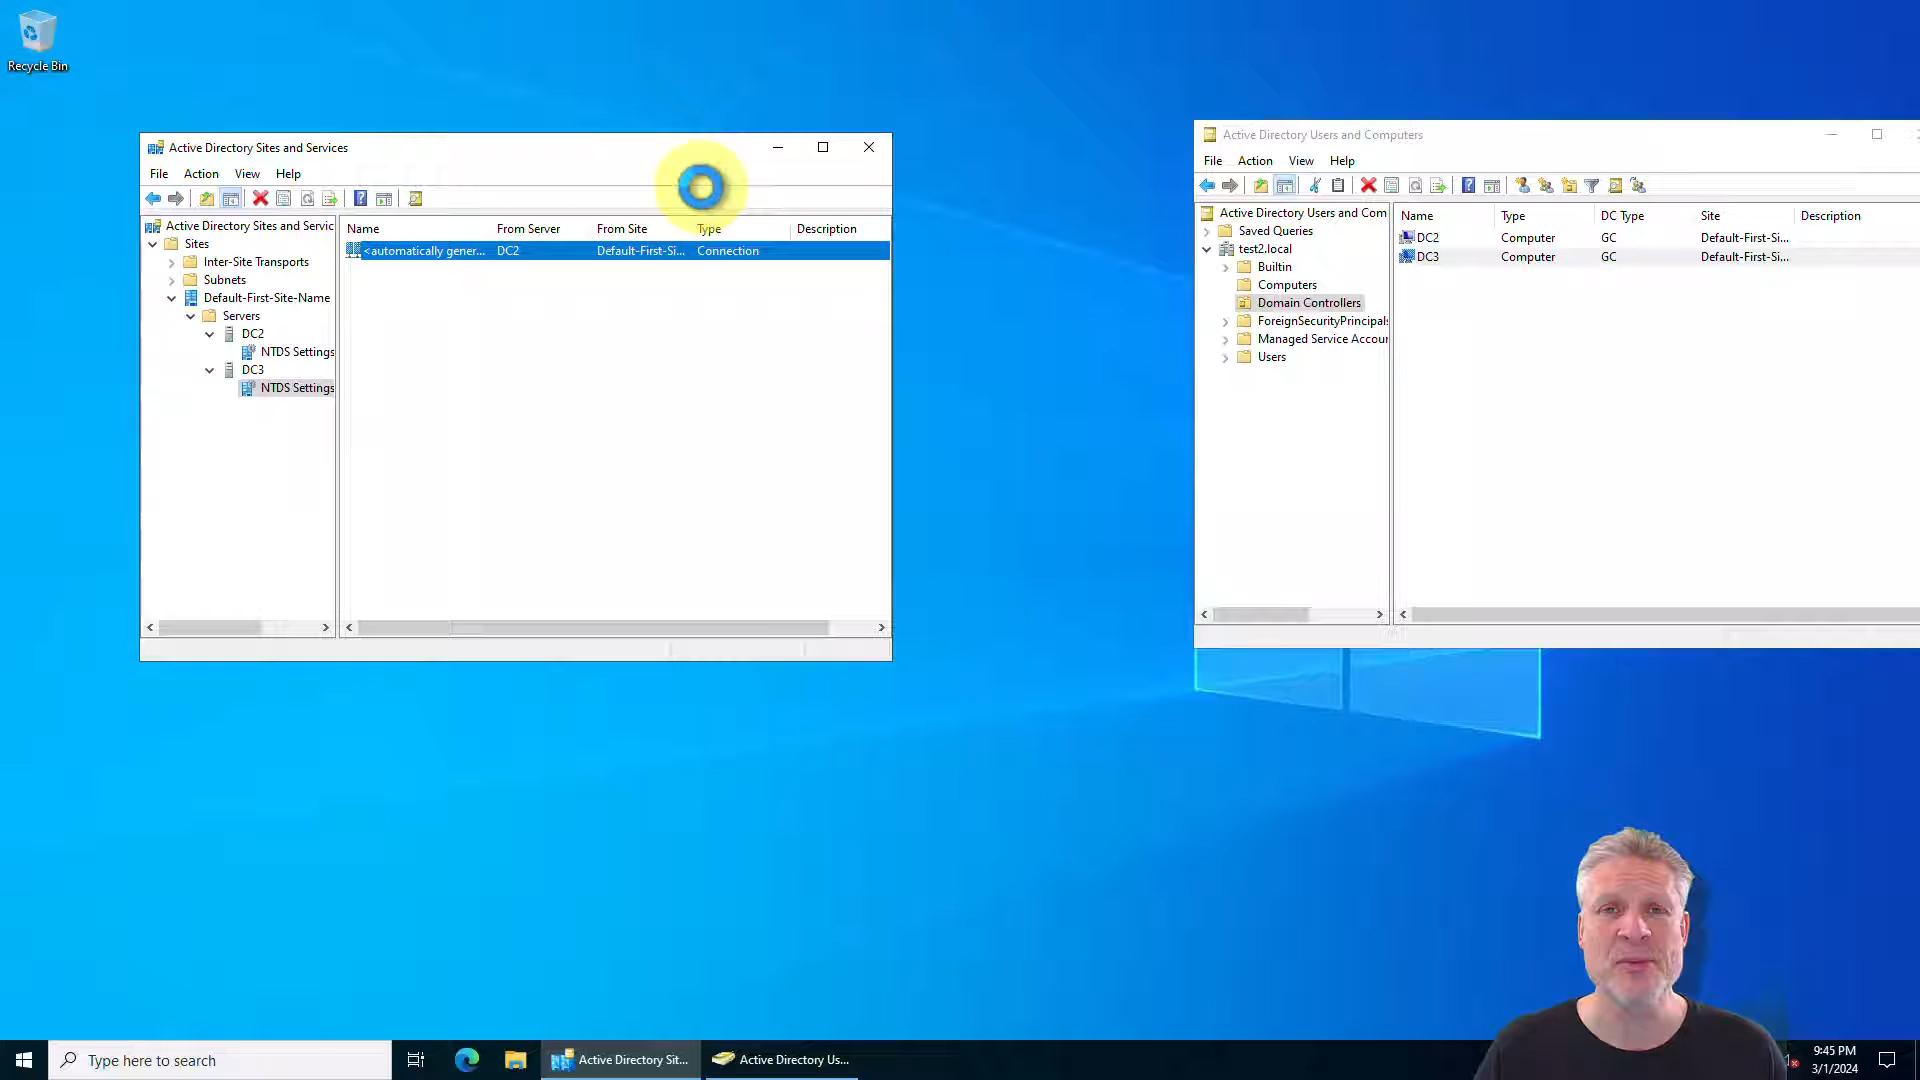 Recycle Bin
Active Directory Sites and Services
File Action View Help
Active Directory Sites and Servic
Sites
Inter-Site Transports
Subnets
Default-First-Site-Name
Servers
DC2
NTDS Settings
DC3
NTDS Settings
Name From Server From Site Type Description
<automatically gener... DC2 Default-First-Si... Connection
Active Directory Users and Computers
File Action View Help
Active Directory Users and Com
Saved Queries
test2.local
Builtin
Computers
Domain Controllers
ForeignSecurityPrincipals
Managed Service Accour
Users
Name Type DC Type Site Description
DC2 Computer GC Default-First-Si...
DC3 Computer GC Default-First-Si...
Type here to search
Active Directory Sit...
Active Directory Us...
9:45 PM
3/1/2024